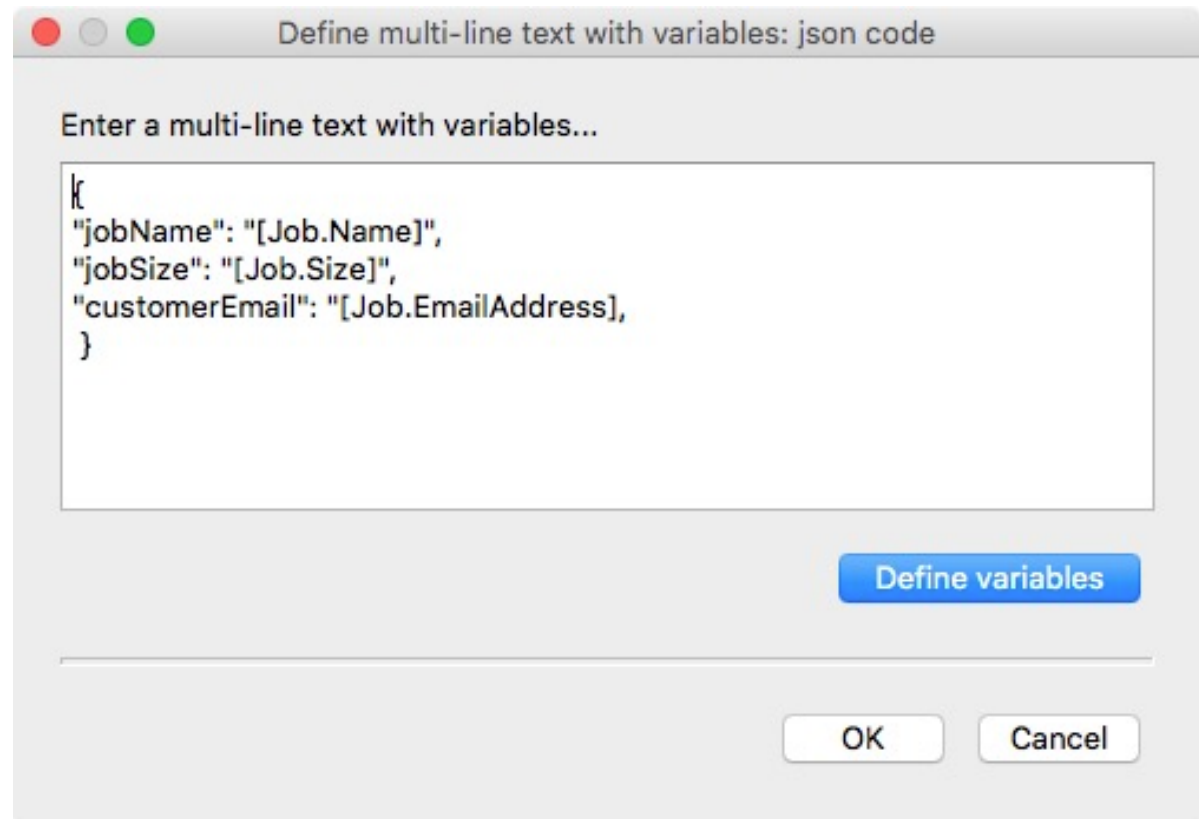 Define multi-line text with variables: json code
Enter a multi-line text with variables...
{
"jobName": "[Job.Name]",
"jobSize": "[Job.Size]",
"customerEmail": "[Job.EmailAddress],
}
Define variables
OK
Cancel